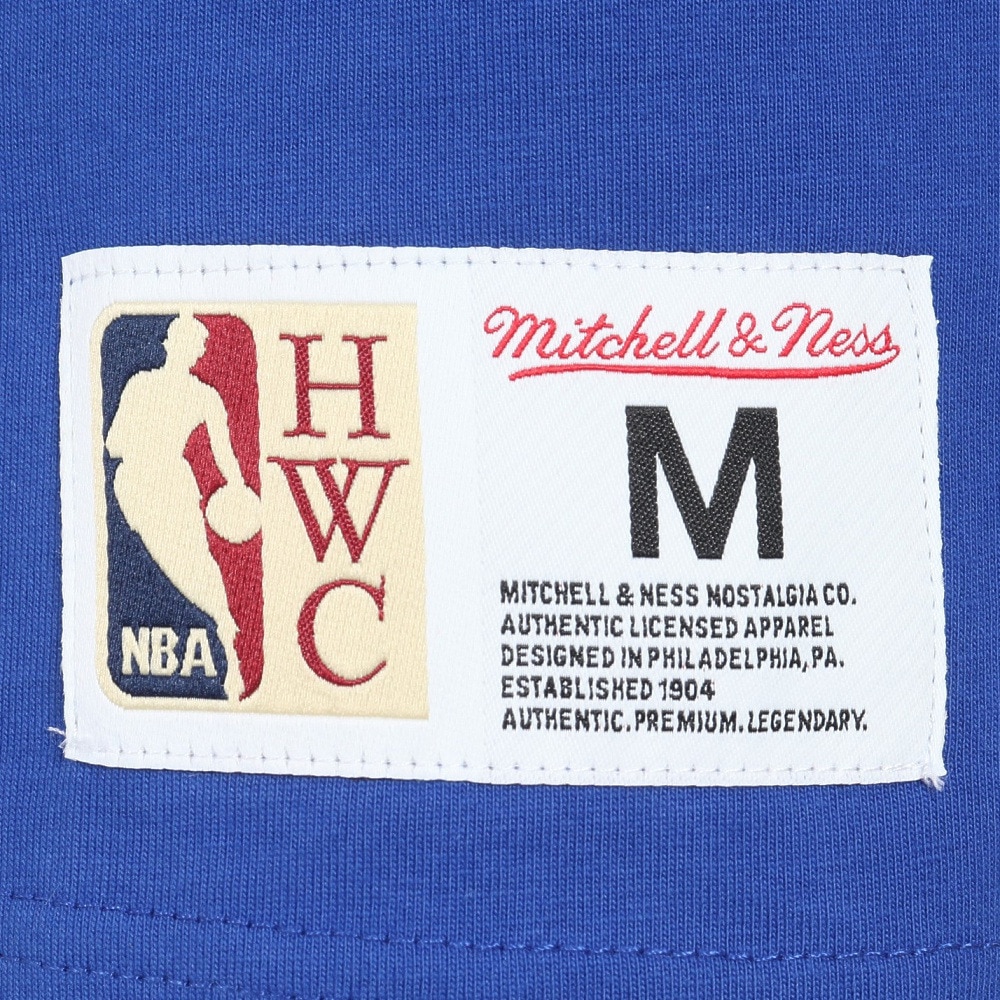 NBA
H
W
C
Mitchell & Ness
M
MITCHELL & NESS NOSTALGIA CO.
AUTHENTIC LICENSED APPAREL
DESIGNED IN PHILADELPHIA, PA.
ESTABLISHED 1904
AUTHENTIC. PREMIUM. LEGENDARY.